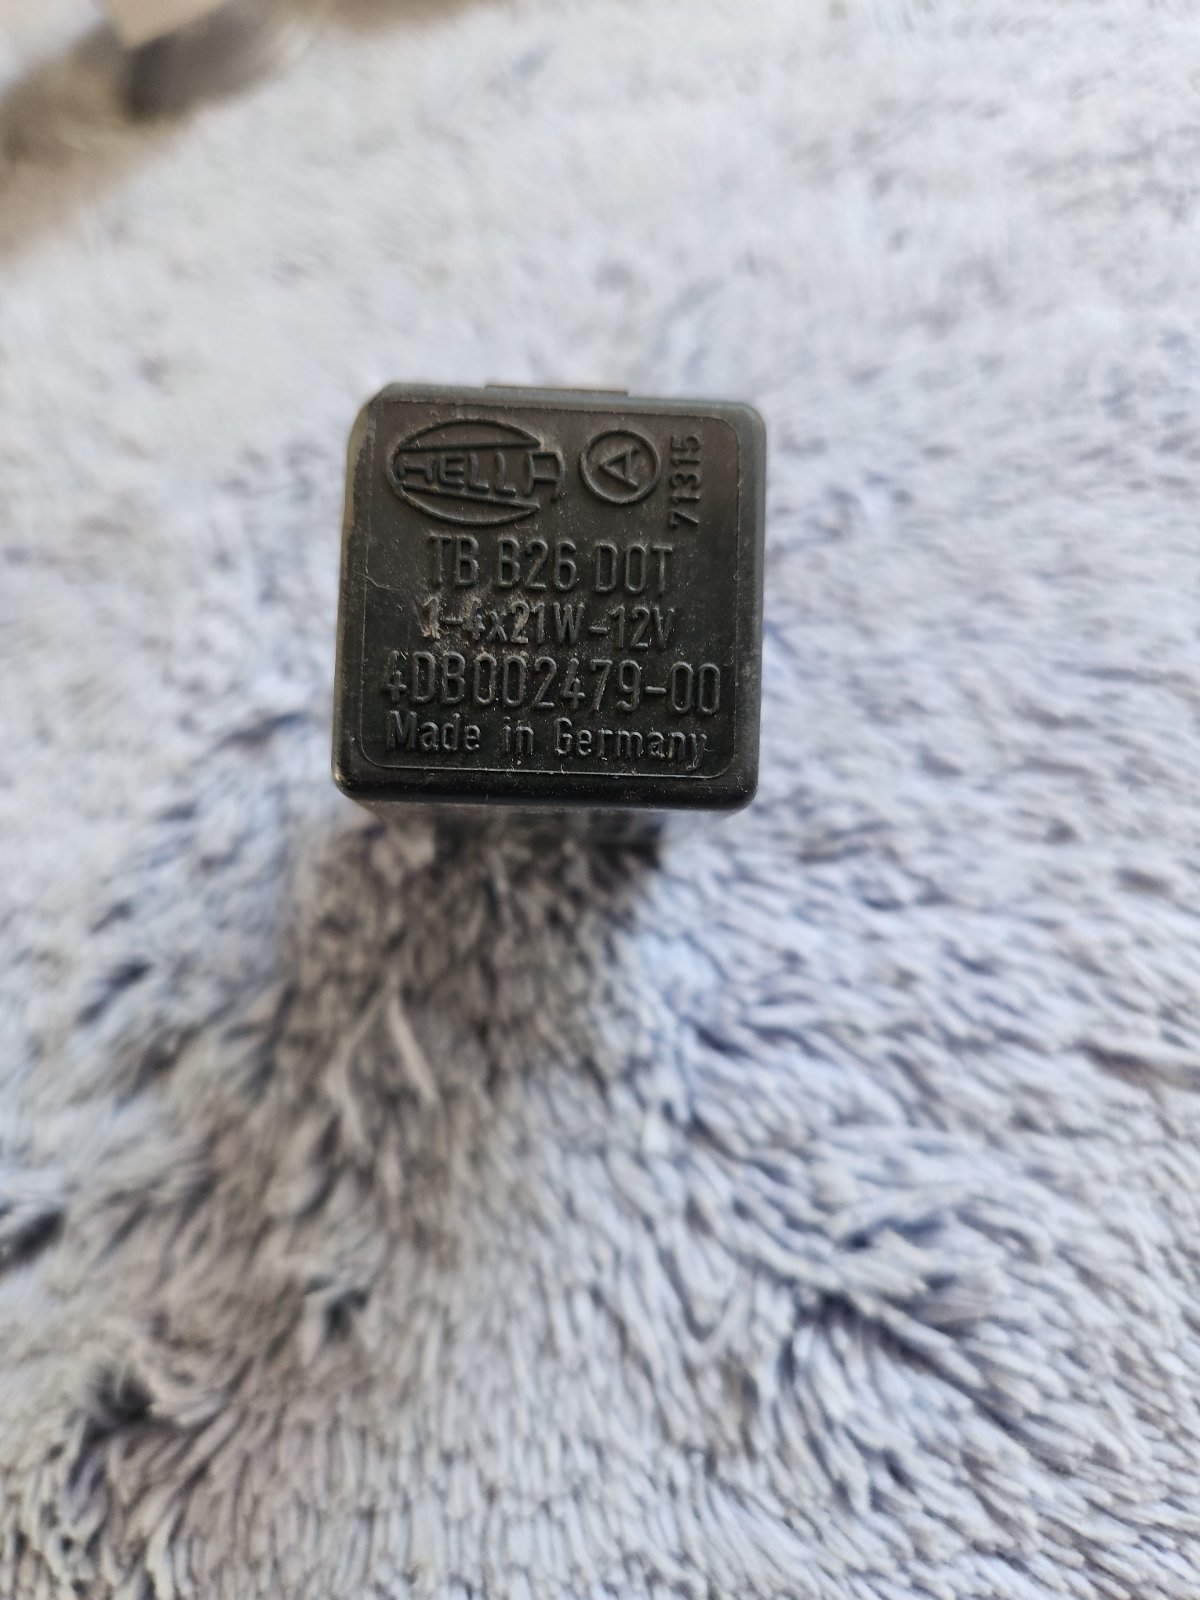 HELLA
A
71315
TB B26 DOT
1-4x21W-12V
4DB002479-00
Made in Germany